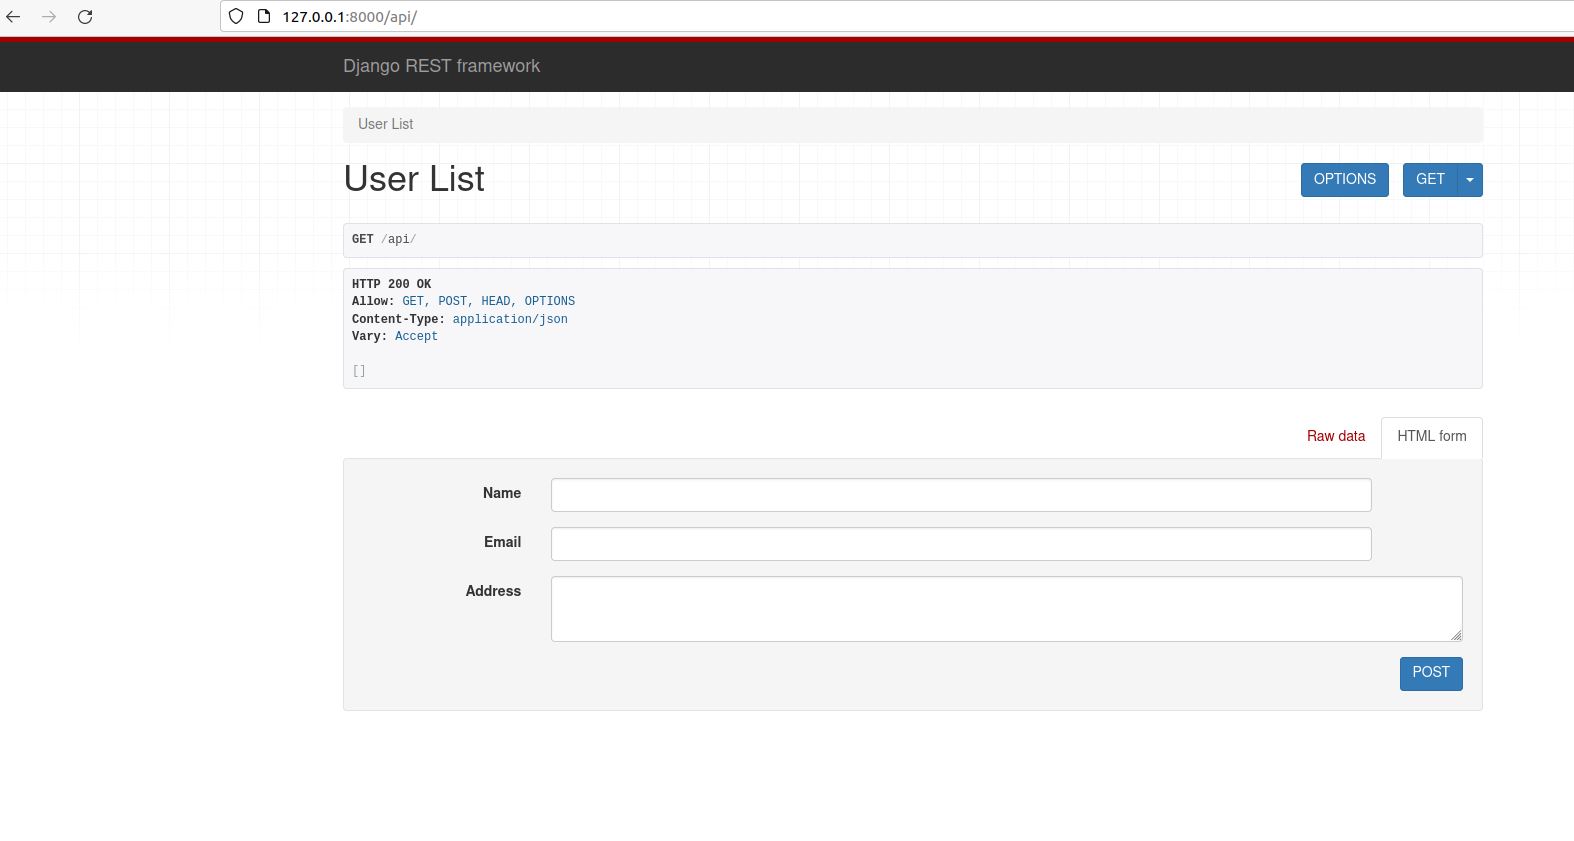 127.0.0.1:8000/api/
Django REST framework
User List
User List
OPTIONS
GET
GET /api/
HTTP 200 OK
Allow: GET, POST, HEAD, OPTIONS
Content-Type: application/json
Vary: Accept
[]
Raw data
HTML form
Name
Email
Address
POST